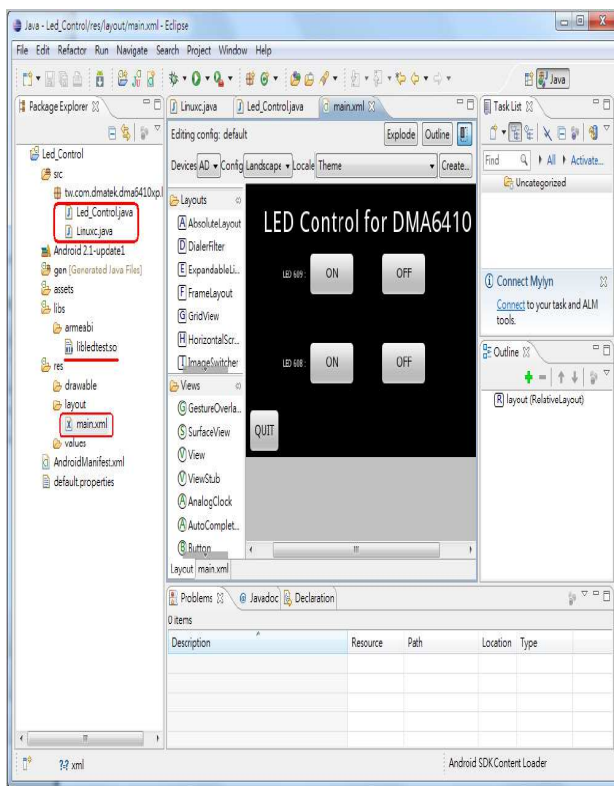 Java - Led_Control/res/layout/main.xml - Eclipse
File Edit Refactor Run Navigate Search Project Window Help
Java
Package Explorer
Led_Control
src
tw.com.dmatek.dma6410xp.l
Led_Control.java
Linuxc.java
Android 2.1-update1
gen [Generated Java Files]
assets
libs
armeabi
libledtest.so
res
drawable
layout
main.xml
values
AndroidManifest.xml
default.properties
Linuxc.java
Led_Control.java
main.xml
Editing config: default
Explode
Outline
Devices AD Config Landscape Locale Theme Create...
Layouts
AbsoluteLayout
DialerFilter
ExpandableLi...
FrameLayout
GridView
HorizontalScr...
ImageSwitcher
Views
GestureOverla...
SurfaceView
View
ViewStub
AnalogClock
AutoComplet...
Button
LED Control for DMA6410
LED 609 : ON OFF
LED 608 : ON OFF
QUIT
Layout main.xml
Task List
Find All Activate...
Uncategorized
Connect Mylyn
Connect to your task and ALM
tools.
Outline
layout (RelativeLayout)
Problems @ Javadoc Declaration
0 items
Description Resource Path Location Type
?? xml
Android SDK Content Loader